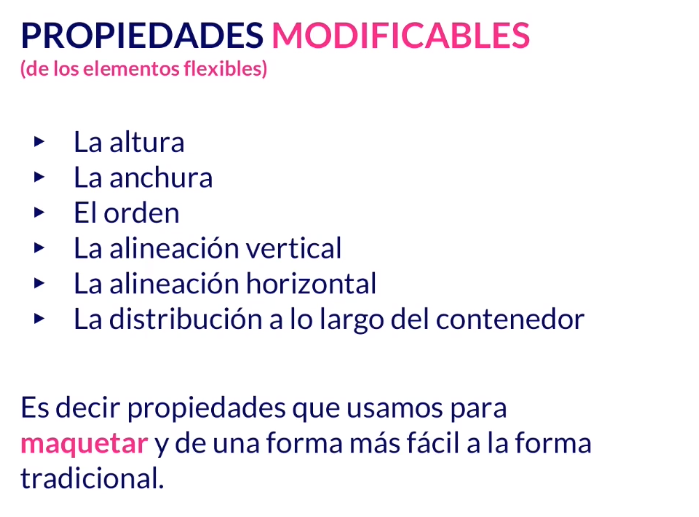 PROPIEDADES MODIFICABLES
(de los elementos flexibles)
▸ La altura
▸ La anchura
▸ El orden
▸ La alineación vertical
▸ La alineación horizontal
▸ La distribución a lo largo del contenedor
Es decir propiedades que usamos para
maquetar y de una forma más fácil a la forma
tradicional.